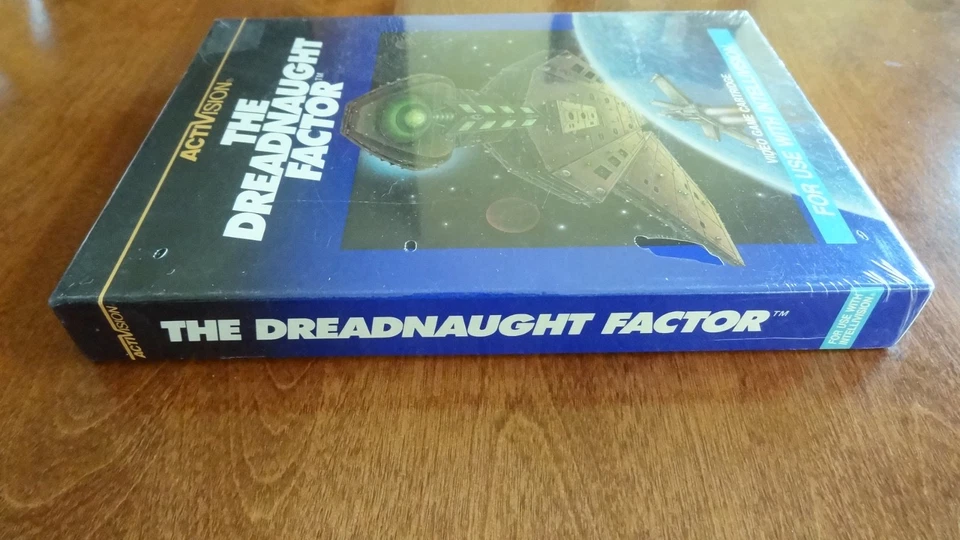 ACTIVISION®
THE
DREADNAUGHT
FACTOR™
VIDEO GAME CARTRIDGE
FOR USE WITH INTELLIVISION
ACTIVISION
THE DREADNAUGHT FACTOR™
FOR USE WITH
INTELLIVISION